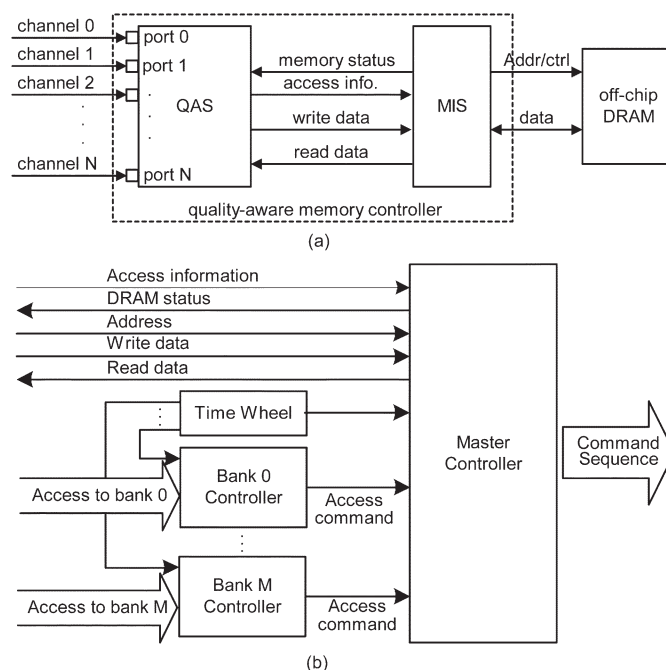 channel 0
port 0
channel 1
port 1
channel 2
channel N
port N
QAS
memory status
access info.
write data
read data
MIS
Addr/ctrl
data
off-chip
DRAM
quality-aware memory controller
(a)
Access information
DRAM status
Address
Write data
Read data
Time Wheel
Bank 0
Controller
Access to bank 0
Access
command
Bank M
Controller
Access to bank M
Access
command
Master
Controller
Command
Sequence
(b)